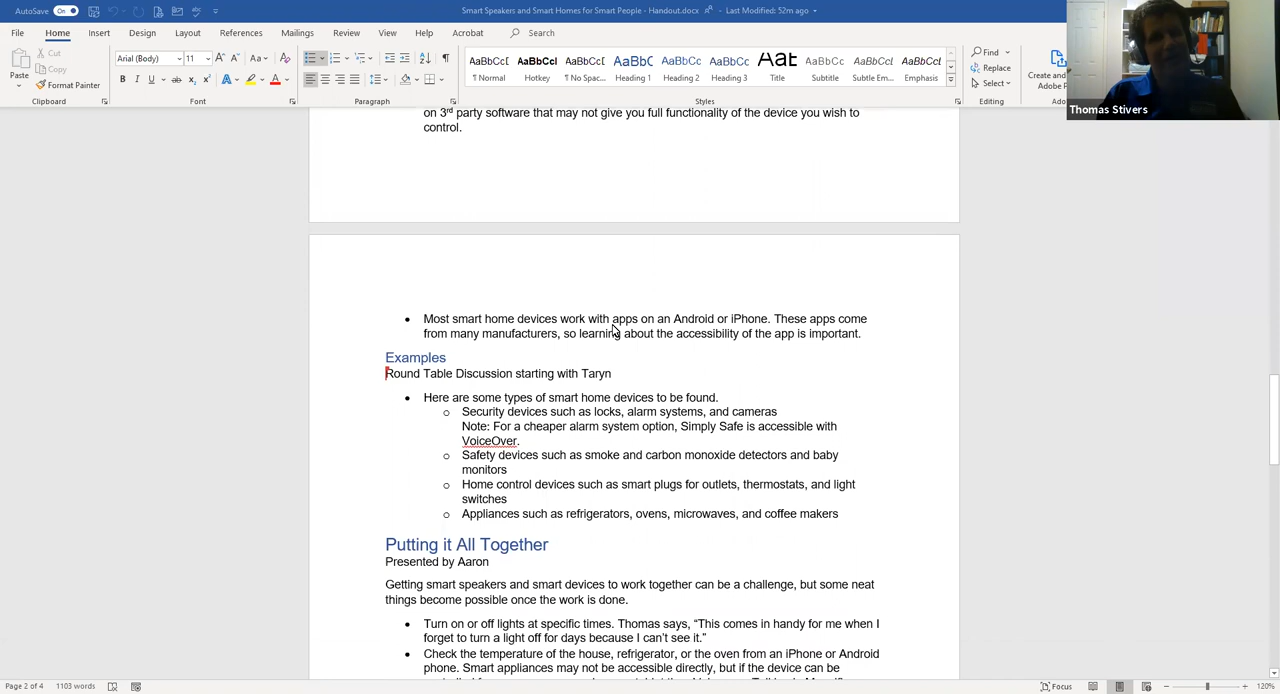 AutoSave On Smart Speakers and Smart Homes for Smart People - Handout.docx - Last Modified: 52m ago
File Home Insert Design Layout References Mailings Review View Help Acrobat Search
Paste Cut Copy Format Painter
Arial (Body) 11
AaBbCcI AaBbCcI AaBbCcI AaBbC AaBbCc AaBbCc AaI AaBbCc AaBbCcI AaBbCcI
Normal Hotkey No Spac... Heading 1 Heading 2 Heading 3 Title Subtitle Subtle Em... Emphasis
Find Replace Select
Create and
Adobe
Clipboard Font Paragraph Styles Editing
Thomas Stivers
on 3rd party software that may not give you full functionality of the device you wish to
control.
• Most smart home devices work with apps on an Android or iPhone. These apps come
from many manufacturers, so learning about the accessibility of the app is important.
Examples
Round Table Discussion starting with Taryn
• Here are some types of smart home devices to be found.
o Security devices such as locks, alarm systems, and cameras
Note: For a cheaper alarm system option, Simply Safe is accessible with
VoiceOver.
o Safety devices such as smoke and carbon monoxide detectors and baby
monitors
o Home control devices such as smart plugs for outlets, thermostats, and light
switches
o Appliances such as refrigerators, ovens, microwaves, and coffee makers
Putting it All Together
Presented by Aaron
Getting smart speakers and smart devices to work together can be a challenge, but some neat
things become possible once the work is done.
• Turn on or off lights at specific times. Thomas says, “This comes in handy for me when I
forget to turn a light off for days because I can’t see it.”
• Check the temperature of the house, refrigerator, or the oven from an iPhone or Android
phone. Smart appliances may not be accessible directly, but if the device can be
Page 2 of 4 1103 words Focus 120%